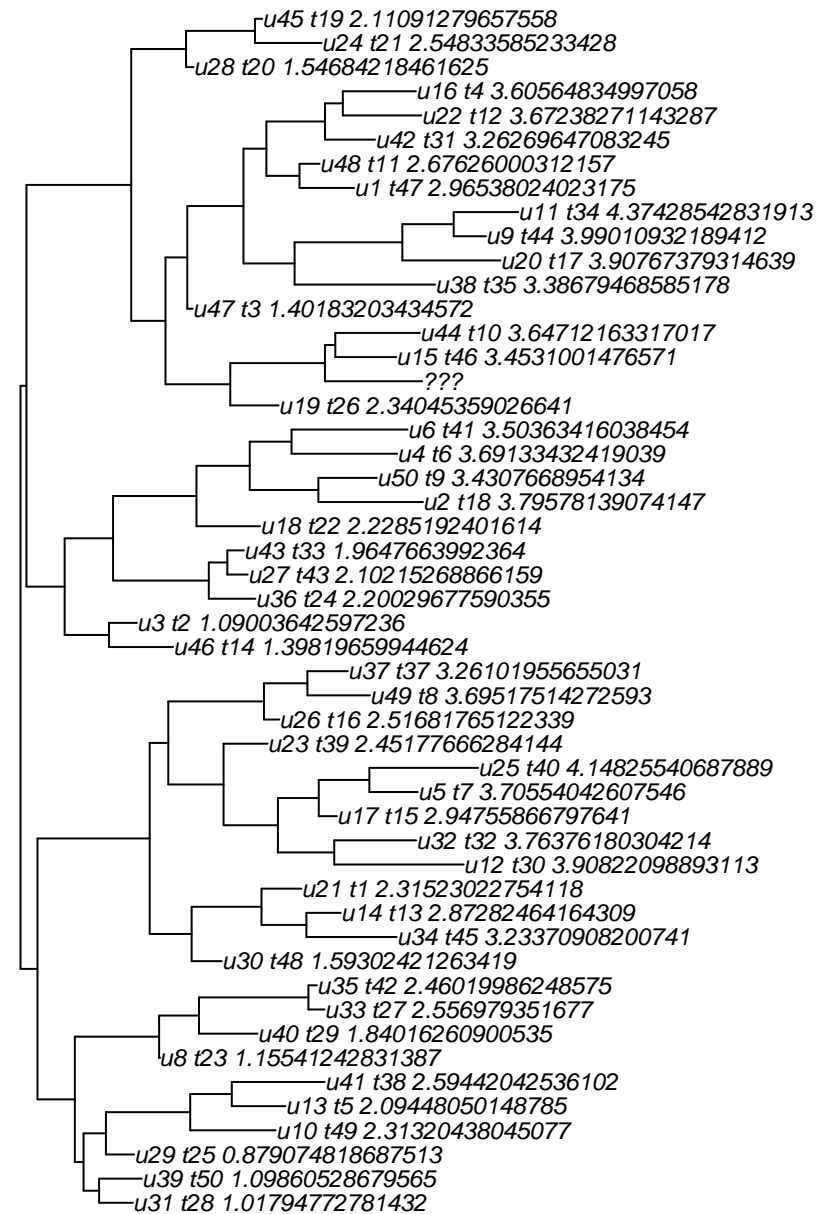 u45 t19 2.11091279657558
u24 t21 2.54833585233428
u28 t20 1.54684218461625
u16 t4 3.60564834997058
u22 t12 3.67238271143287
u42 t31 3.26269647083245
u48 t11 2.67626000312157
u1 t47 2.96538024023175
u11 t34 4.37428542831913
u9 t44 3.99010932189412
u20 t17 3.90767379314639
u38 t35 3.38679468585178
u47 t3 1.40183203434572
u44 t10 3.64712163317017
u15 t46 3.4531001476571
???
u19 t26 2.34045359026641
u6 t41 3.50363416038454
u4 t6 3.69133432419039
u50 t9 3.4307668954134
u2 t18 3.79578139074147
u18 t22 2.2285192401614
u43 t33 1.9647663992364
u27 t43 2.10215268866159
u36 t24 2.20029677590355
u3 t2 1.09003642597236
u46 t14 1.39819659944624
u37 t37 3.26101955655031
u49 t8 3.69517514272593
u26 t16 2.51681765122339
u23 t39 2.45177666284144
u25 t40 4.14825540687889
u5 t7 3.70554042607546
u17 t15 2.94755866797641
u32 t32 3.76376180304214
u12 t30 3.90822098893113
u21 t1 2.31523022754118
u14 t13 2.87282464164309
u34 t45 3.23370908200741
u30 t48 1.59302421263419
u35 t42 2.46019986248575
u33 t27 2.556979351677
u40 t29 1.84016260900535
u8 t23 1.15541242831387
u41 t38 2.59442042536102
u13 t5 2.09448050148785
u10 t49 2.31320438045077
u29 t25 0.879074818687513
u39 t50 1.09860528679565
u31 t28 1.01794772781432